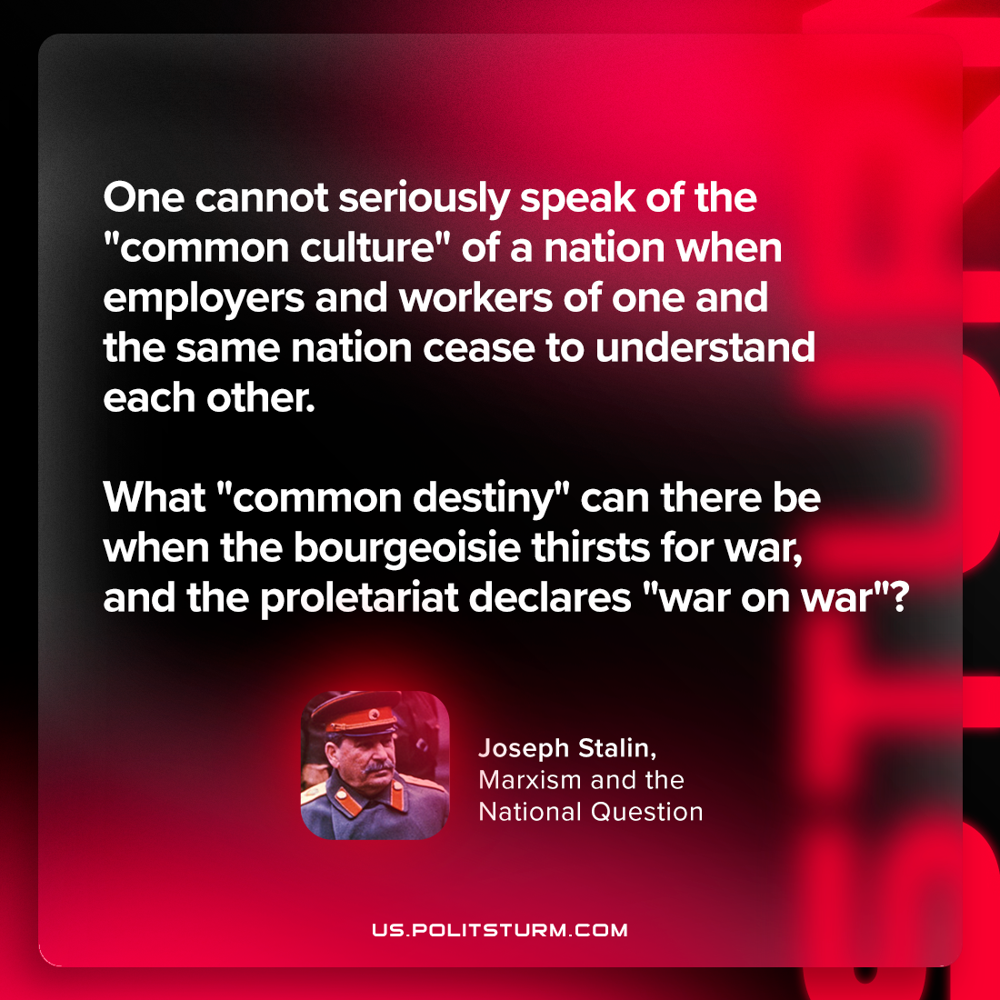 One cannot seriously speak of the
"common culture" of a nation when
employers and workers of one and
the same nation cease to understand
each other.
What "common destiny" can there be
when the bourgeoisie thirsts for war,
and the proletariat declares "war on war"?
Joseph Stalin,
Marxism and the
National Question
US.POLITSTURM.COM
STURM